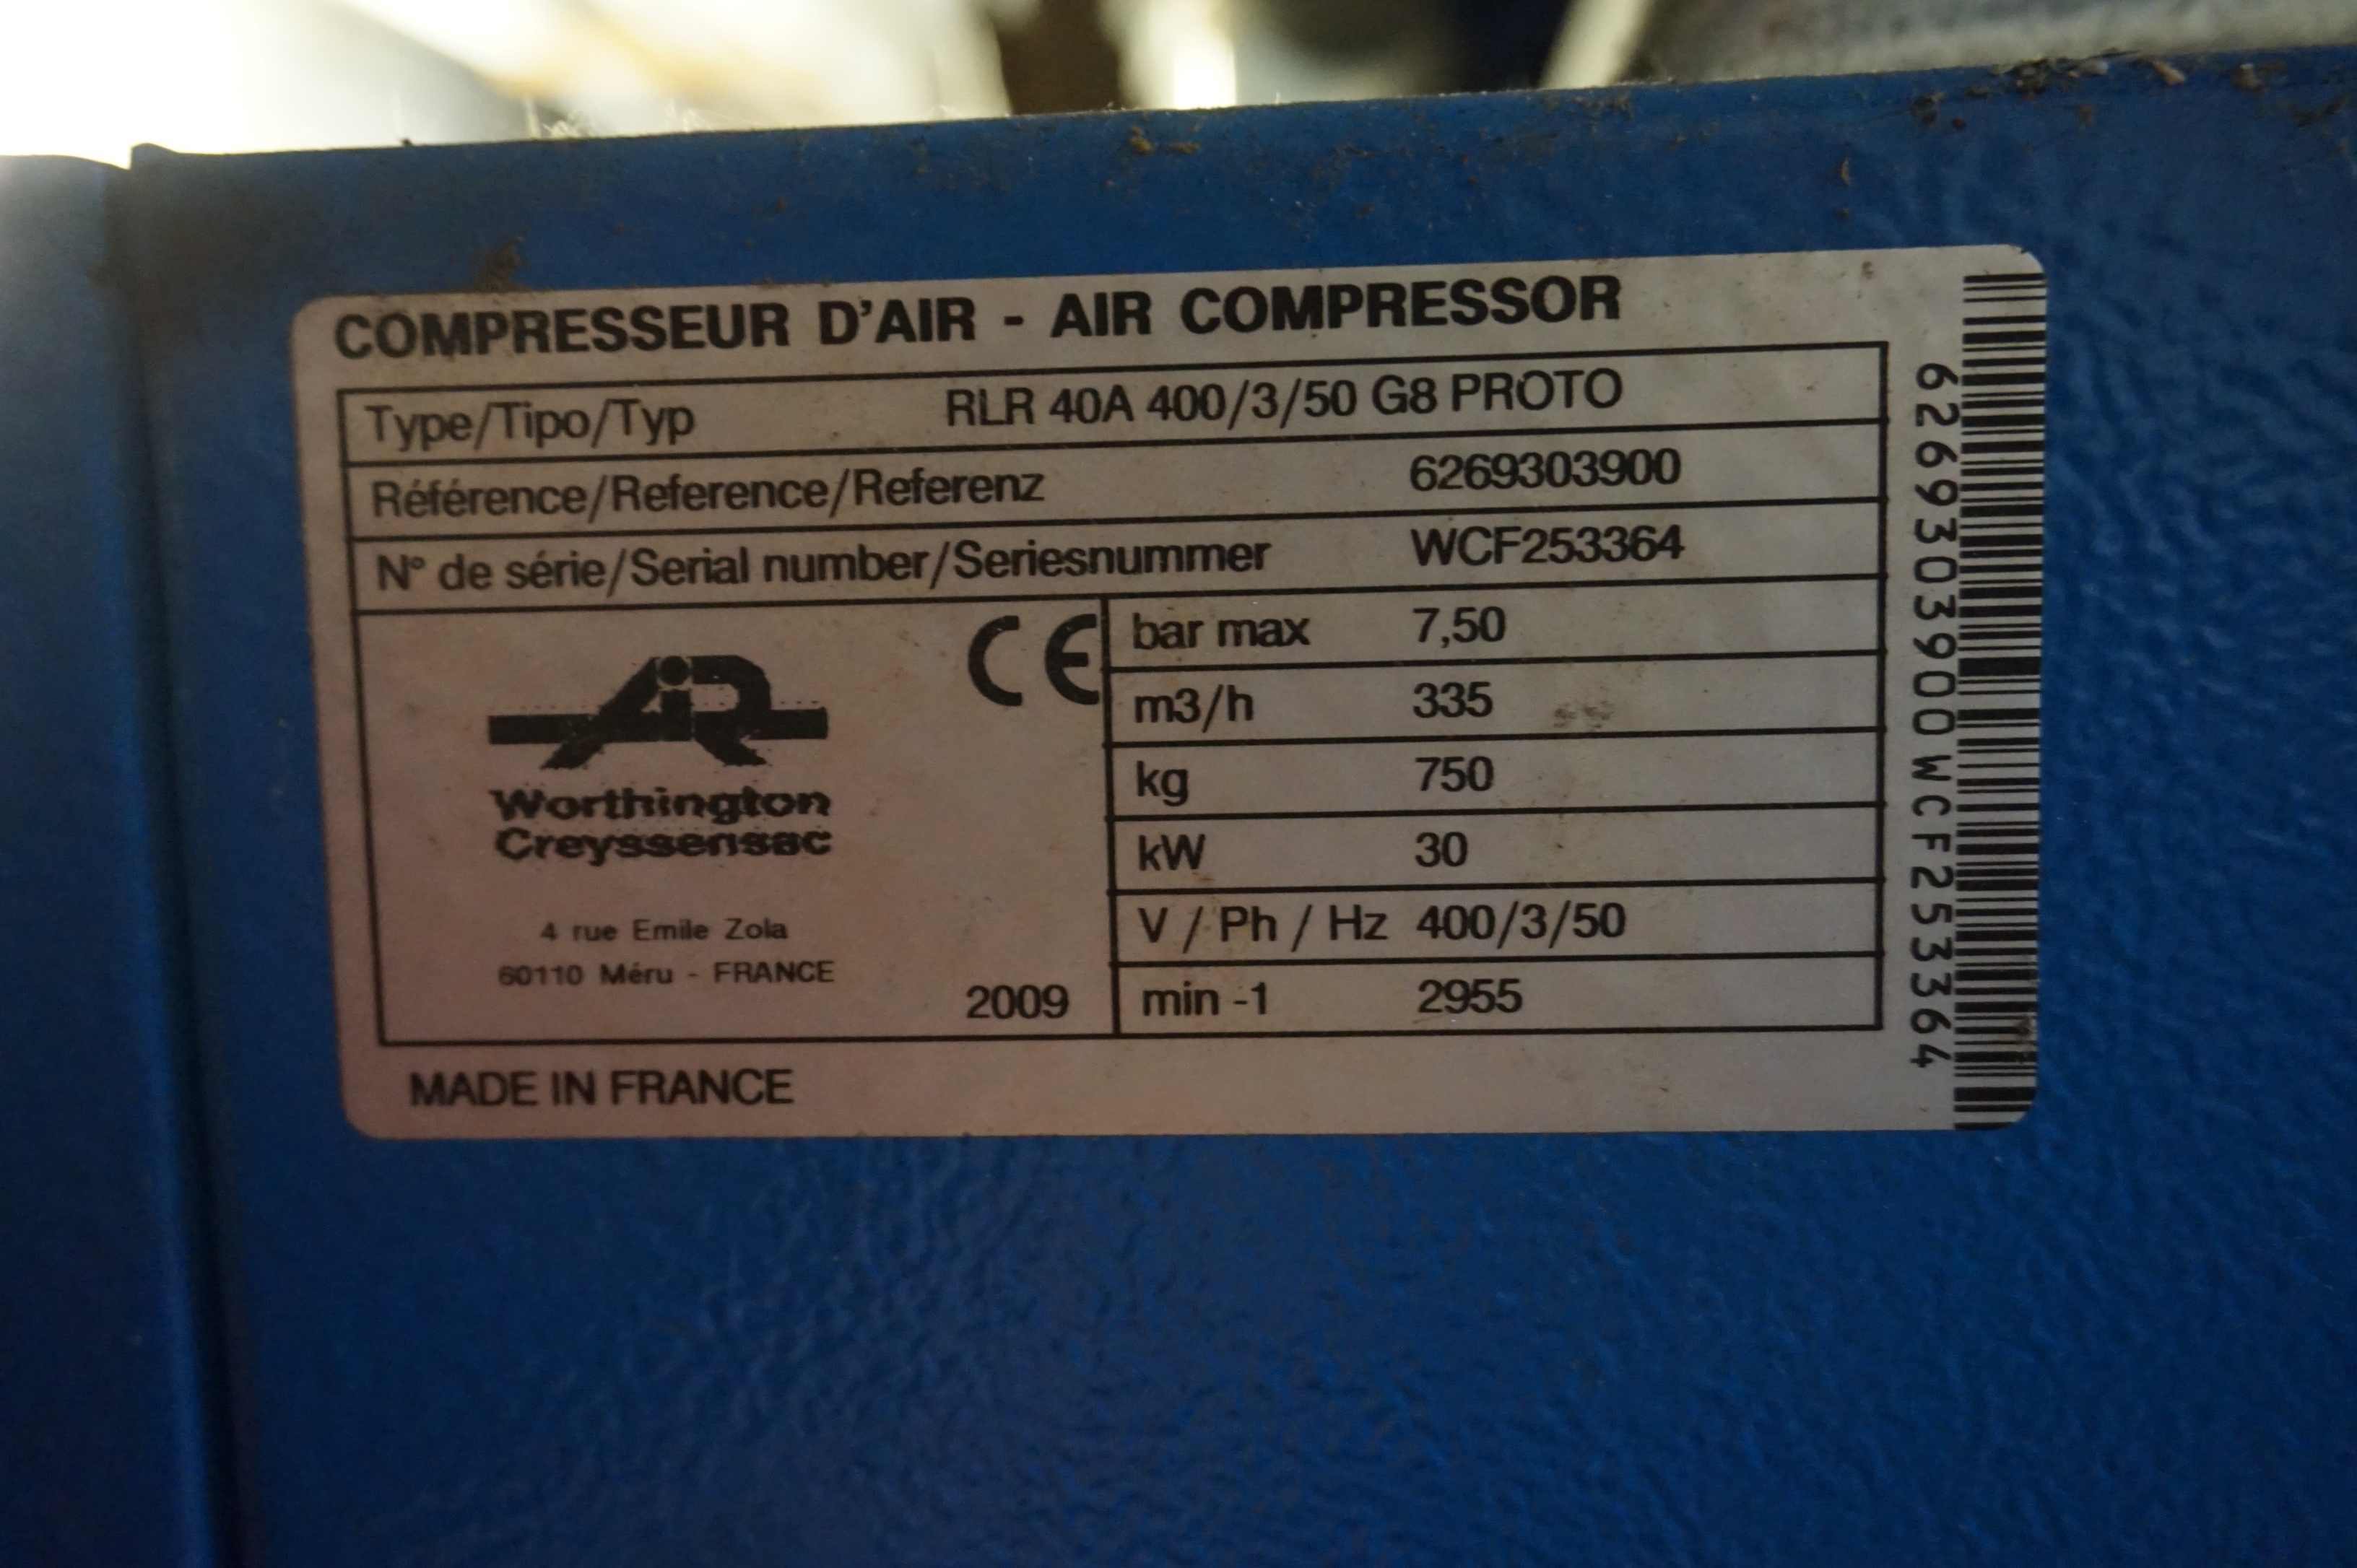 COMPRESSEUR D'AIR - AIR COMPRESSOR
Type/Tipo/Typ RLR 40A 400/3/50 G8 PROTO
Référence/Reference/Referenz 6269303900
N° de série/Serial number/Seriesnummer WCF253364
CE
AIR
Worthington
Creyssensac
4 rue Emile Zola
60110 Méru - FRANCE
2009
bar max 7,50
m3/h 335
kg 750
kW 30
V / Ph / Hz 400/3/50
min -1 2955
MADE IN FRANCE
6269303900WCF253364